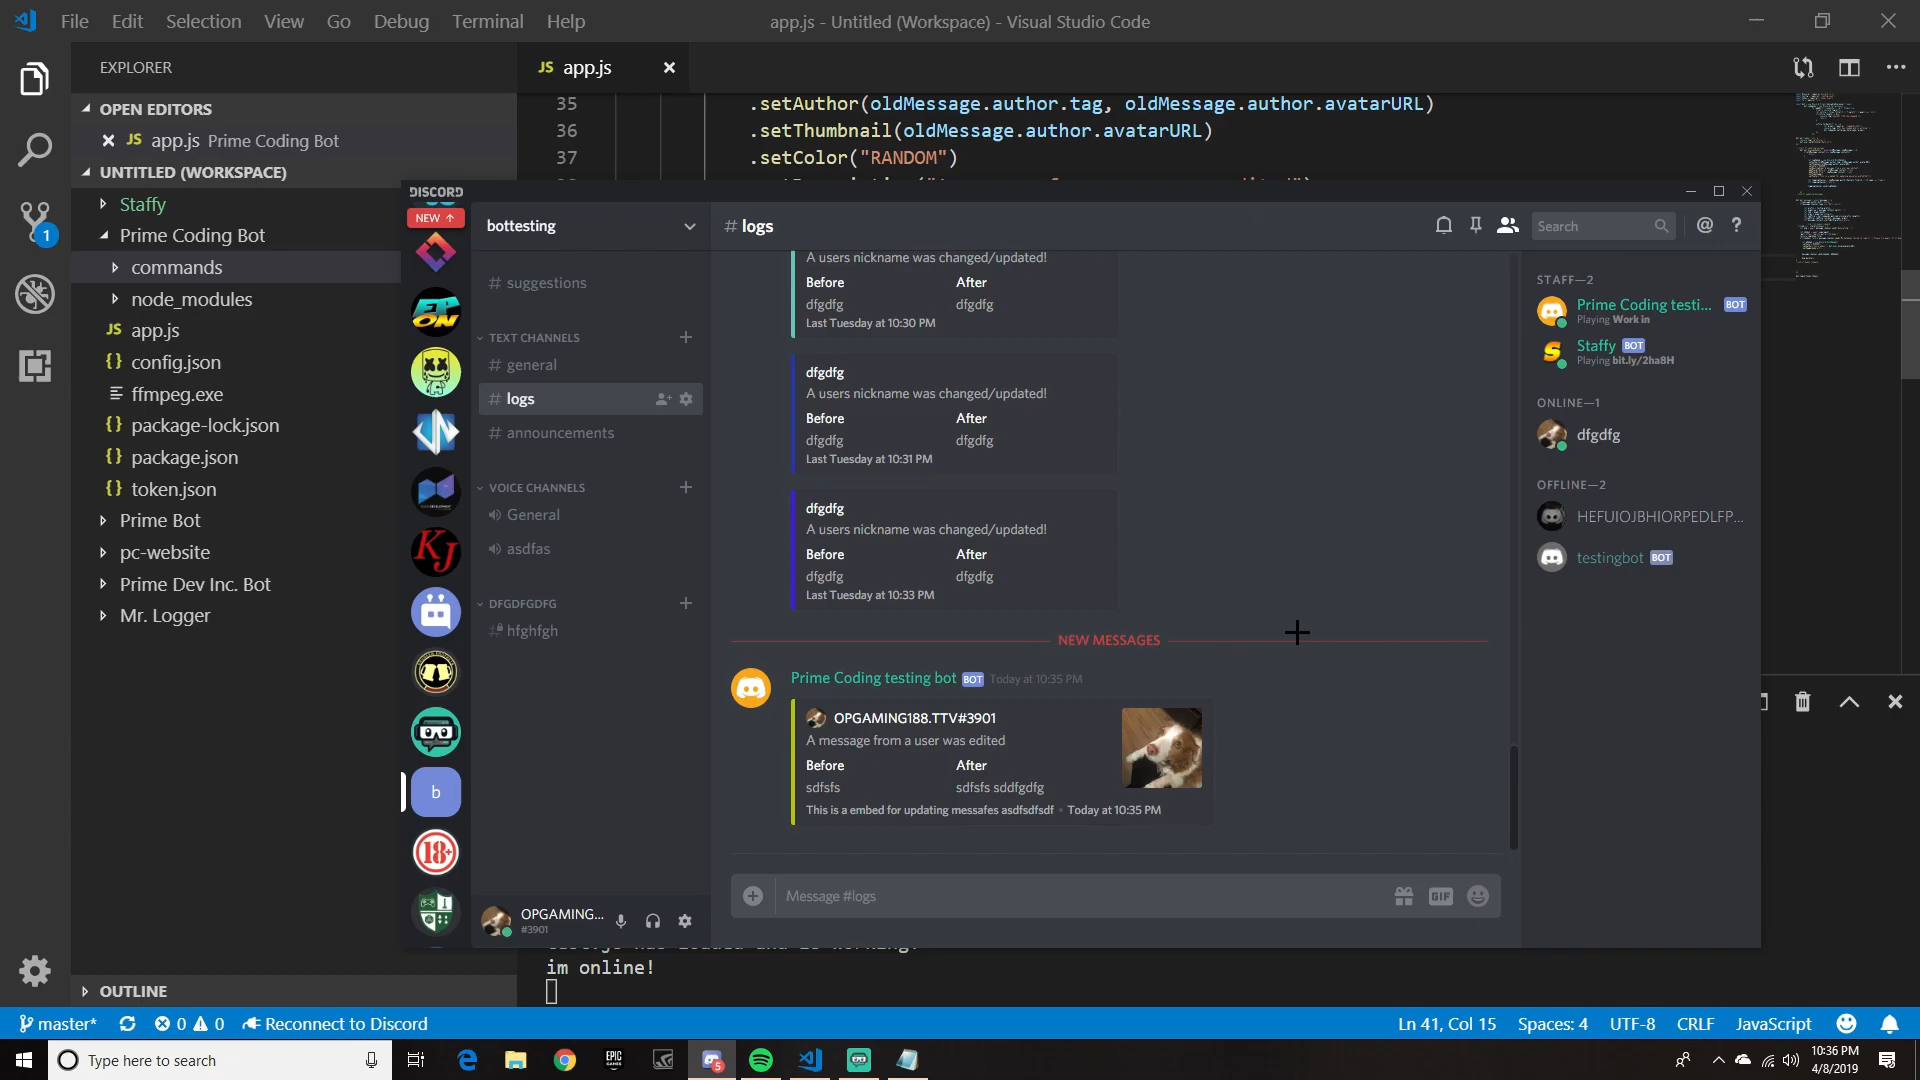 File Edit Selection View Go Debug Terminal Help
app.js - Untitled (Workspace) - Visual Studio Code
EXPLORER
JS app.js
OPEN EDITORS
JS app.js Prime Coding Bot
UNTITLED (WORKSPACE)
Staffy
Prime Coding Bot
commands
node_modules
JS app.js
{} config.json
ffmpeg.exe
{} package-lock.json
{} package.json
{} token.json
Prime Bot
pc-website
Prime Dev Inc. Bot
Mr. Logger
OUTLINE
1
35 .setAuthor(oldMessage.author.tag, oldMessage.author.avatarURL)
36 .setThumbnail(oldMessage.author.avatarURL)
37 .setColor("RANDOM")
DISCORD
NEW ↑
EPON
KJ
b
18+
bottesting
# suggestions
TEXT CHANNELS +
# general
# logs
# announcements
VOICE CHANNELS +
General
asdfas
DFGDFGDFG +
# hfghfgh
OPGAMING...
#3901
# logs
Search
@ ?
A users nickname was changed/updated!
Before After
dfgdfg dfgdfg
Last Tuesday at 10:30 PM
dfgdfg
A users nickname was changed/updated!
Before After
dfgdfg dfgdfg
Last Tuesday at 10:31 PM
dfgdfg
A users nickname was changed/updated!
Before After
dfgdfg dfgdfg
Last Tuesday at 10:33 PM
NEW MESSAGES
Prime Coding testing bot BOT Today at 10:35 PM
OPGAMING188.TTV#3901
A message from a user was edited
Before After
sdfsfs sdfsfs sddfgdfg
This is a embed for updating messafes asdfsdfsdf • Today at 10:35 PM
Message #logs
GIF
STAFF—2
Prime Coding testi... BOT
Playing Work in
Staffy BOT
Playing bit.ly/2ha8H
ONLINE—1
dfgdfg
OFFLINE—2
HEFUIOJBHIORPEDLFP...
testingbot BOT
im online!
master* 0 0 Reconnect to Discord
Ln 41, Col 15 Spaces: 4 UTF-8 CRLF JavaScript
Type here to search
EPIC GAMES
5
10:36 PM
4/8/2019